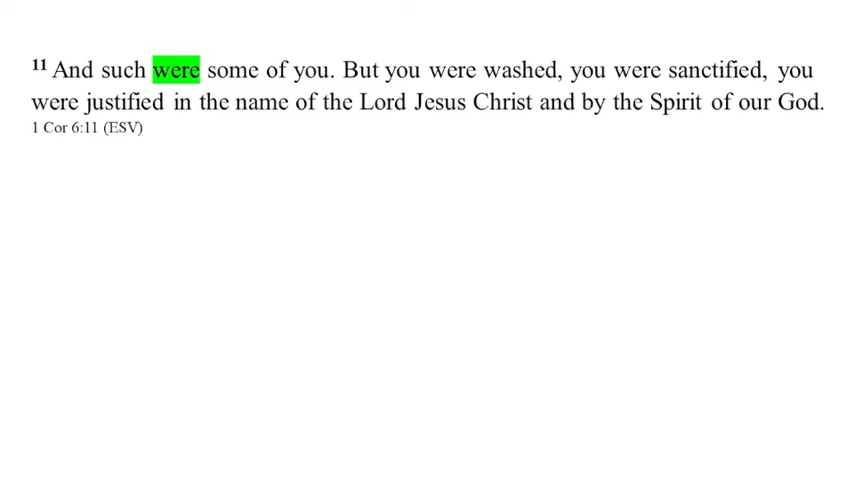 11 And such were some of you. But you were washed, you were sanctified, you
were justified in the name of the Lord Jesus Christ and by the Spirit of our God.
1 Cor 6:11 (ESV)